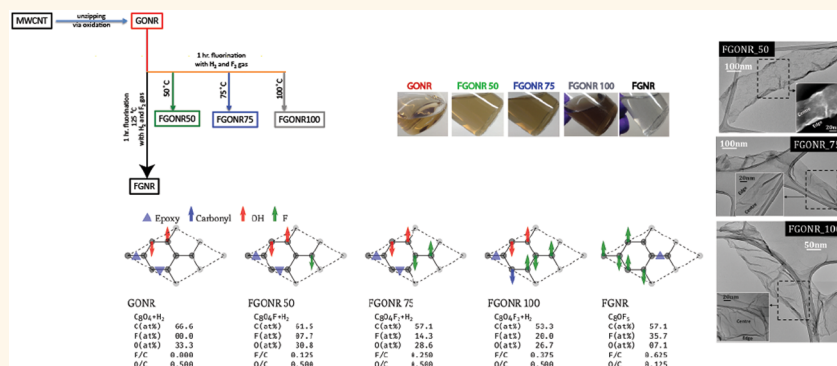 MWCNT
unzipping
via oxidation
GONR
1 hr. fluorination
with H₂ and F₂ gas
50°C
75°C
100°C
1 hr. fluorination
125 °C
with H₂ and F₂ gas
FGONR50
FGONR75
FGONR100
FGNR
GONR
FGONR 50
FGONR 75
FGONR 100
FGNR
FGONR_50
100nm
Edge
FGONR_75
100nm
20nm
Edge
Centre
FGONR_100
50nm
20nm
Centre
Edge
Epoxy
Carbonyl
OH
F
GONR
C8O4+H2
C(at%) 66.6
F(at%) 00.0
O(at%) 33.3
F/C 0.000
O/C 0.500
FGONR 50
C8O4F+H2
C(at%) 61.5
F(at%) 07.7
O(at%) 30.8
F/C 0.125
O/C 0.500
FGONR 75
C8O4F2+H2
C(at%) 57.1
F(at%) 14.3
O(at%) 28.6
F/C 0.250
O/C 0.500
FGONR 100
C8O4F3+H2
C(at%) 53.3
F(at%) 20.0
O(at%) 26.7
F/C 0.375
O/C 0.500
FGNR
C8OF5
C(at%) 57.1
F(at%) 35.7
O(at%) 07.1
F/C 0.625
O/C 0.125